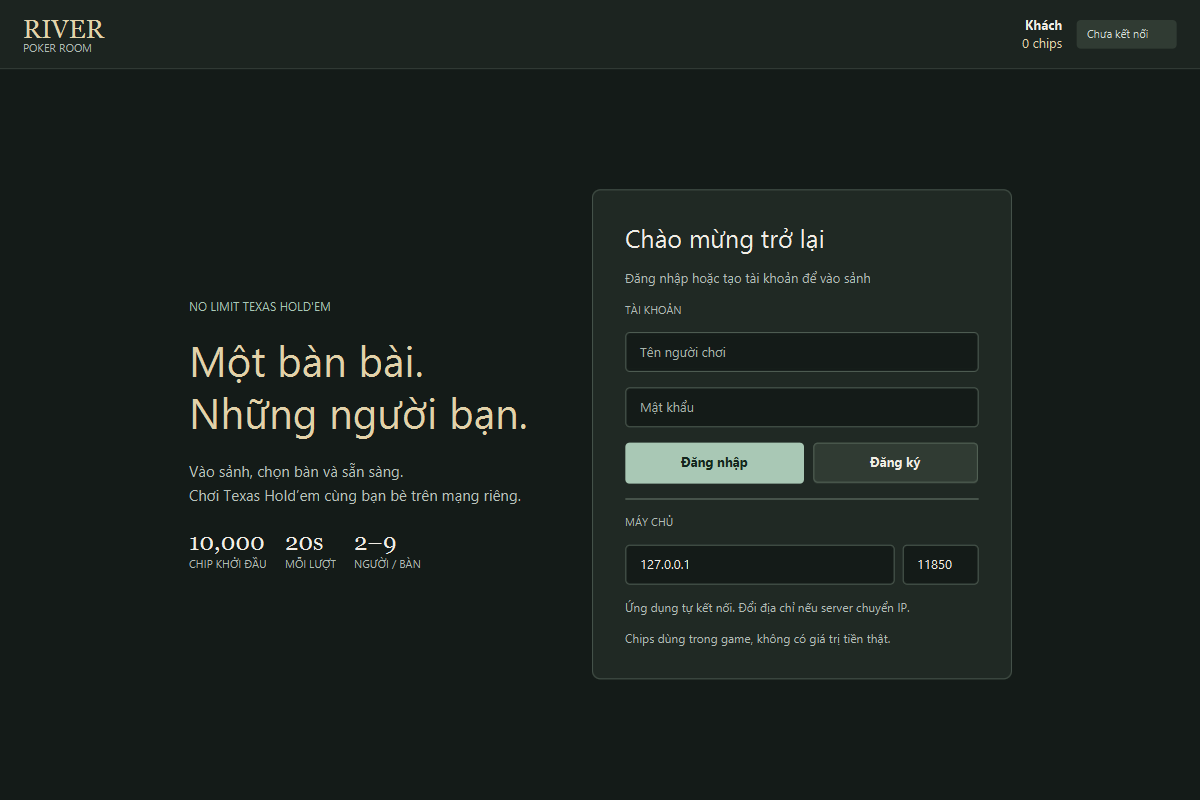 RIVER
POKER ROOM
Khách
0 chips
Chưa kết nối
NO LIMIT TEXAS HOLD'EM
Một bàn bài.
Những người bạn.
Vào sảnh, chọn bàn và sẵn sàng.
Chơi Texas Hold'em cùng bạn bè trên mạng riêng.
10,000
CHIP KHỞI ĐẦU
20s
MỖI LƯỢT
2–9
NGƯỜI / BÀN
Chào mừng trở lại
Đăng nhập hoặc tạo tài khoản để vào sảnh
TÀI KHOẢN
Tên người chơi
Mật khẩu
Đăng nhập
Đăng ký
MÁY CHỦ
127.0.0.1
11850
Ứng dụng tự kết nối. Đổi địa chỉ nếu server chuyển IP.
Chips dùng trong game, không có giá trị tiền thật.